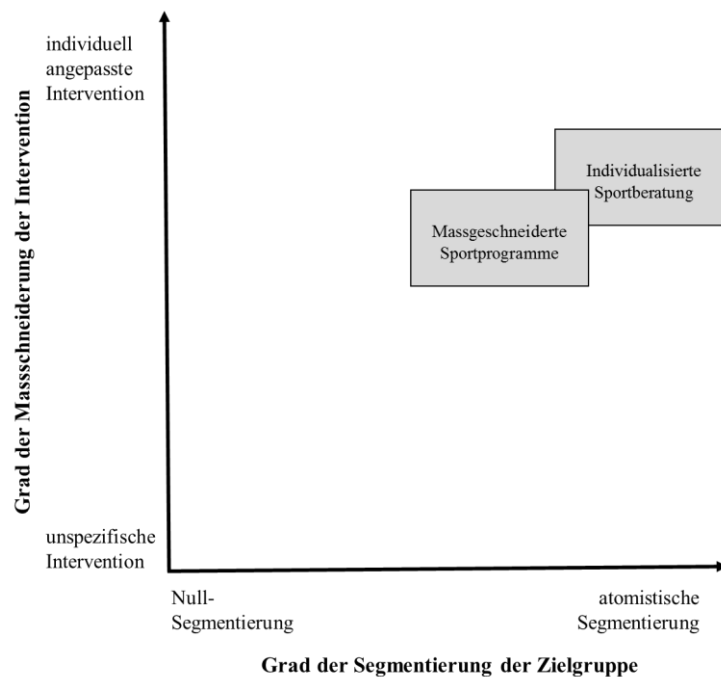 individuell
angepasste
Intervention
Grad der Massschneiderung der Intervention
Individualisierte
Sportberatung
Massgeschneiderte
Sportprogramme
unspezifische
Intervention
Null-
Segmentierung
atomistische
Segmentierung
Grad der Segmentierung der Zielgruppe